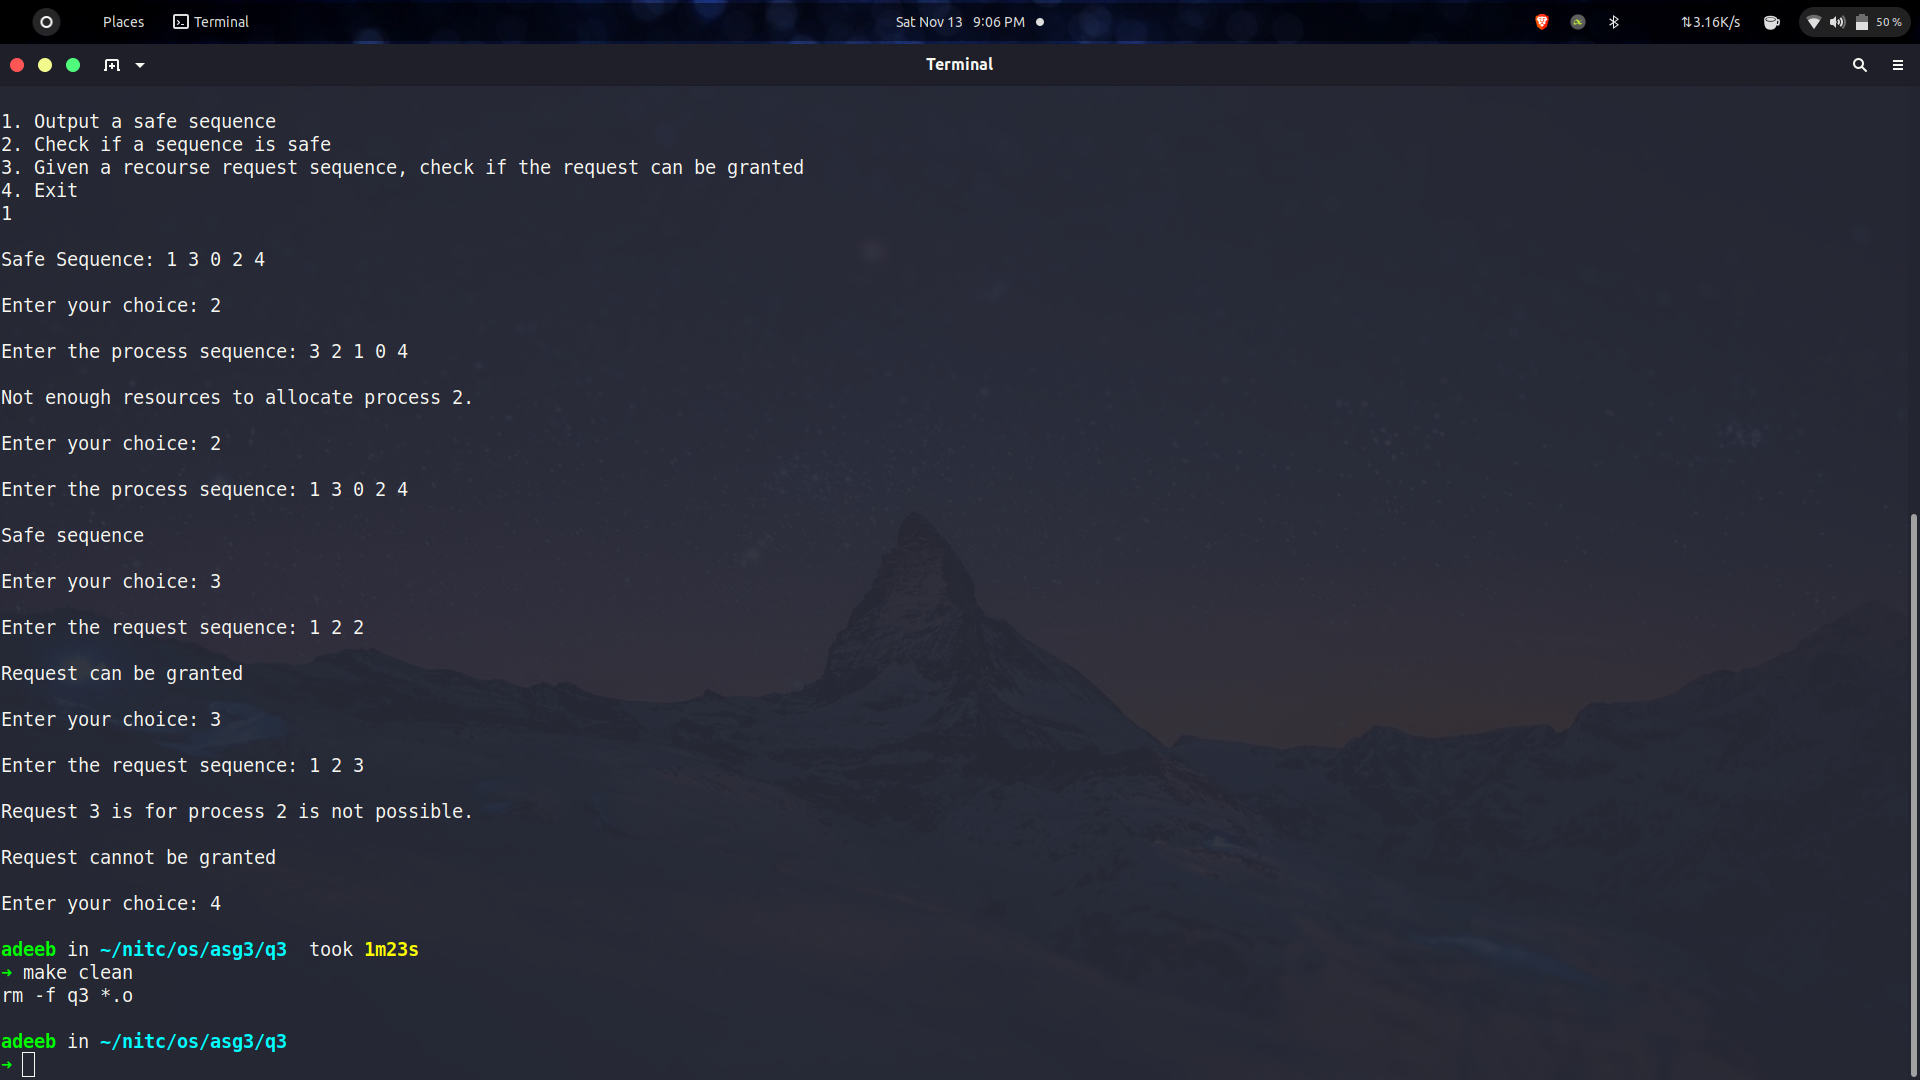 Places Terminal Sat Nov 13 9:06 PM ⇅3.16K/s 50 %
Terminal
1. Output a safe sequence
2. Check if a sequence is safe
3. Given a recourse request sequence, check if the request can be granted
4. Exit
1
Safe Sequence: 1 3 0 2 4
Enter your choice: 2
Enter the process sequence: 3 2 1 0 4
Not enough resources to allocate process 2.
Enter your choice: 2
Enter the process sequence: 1 3 0 2 4
Safe sequence
Enter your choice: 3
Enter the request sequence: 1 2 2
Request can be granted
Enter your choice: 3
Enter the request sequence: 1 2 3
Request 3 is for process 2 is not possible.
Request cannot be granted
Enter your choice: 4
adeeb in ~/nitc/os/asg3/q3  took 1m23s
➜ make clean
rm -f q3 *.o
adeeb in ~/nitc/os/asg3/q3
➜